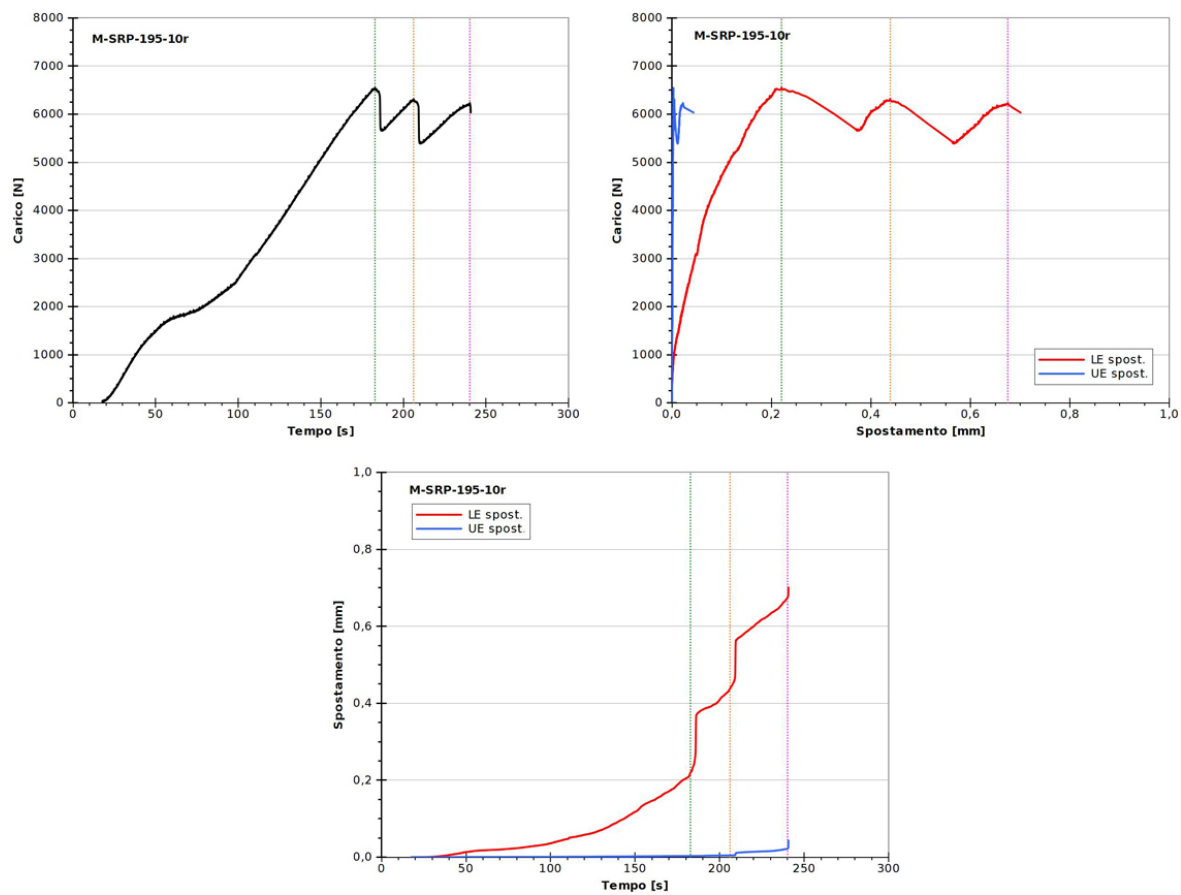 M-SRP-195-10r
8000
7000
6000
5000
4000
3000
2000
1000
0
Carico [N]
0 50 100 150 200 250 300
Tempo [s]
M-SRP-195-10r
8000
7000
6000
5000
4000
3000
2000
1000
0
Carico [N]
LE spost.
UE spost.
0,0 0,2 0,4 0,6 0,8 1,0
Spostamento [mm]
M-SRP-195-10r
LE spost.
UE spost.
1,0
0,8
0,6
0,4
0,2
0,0
Spostamento [mm]
0 50 100 150 200 250 300
Tempo [s]